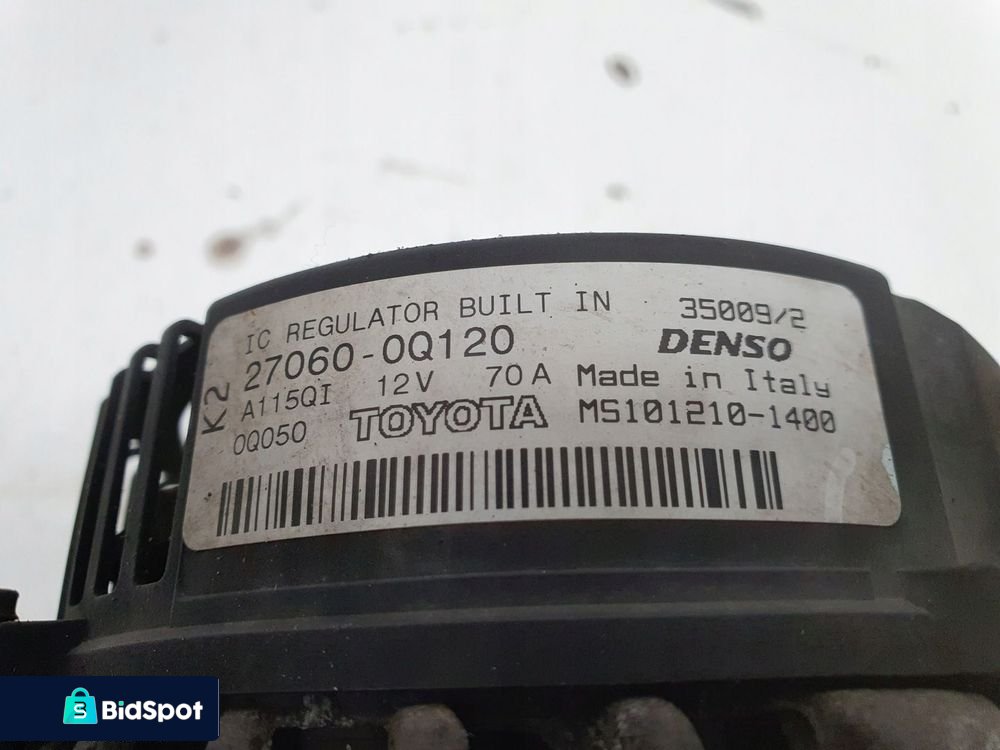 IC REGULATOR BUILT IN
35009/2
K2
27060-0Q120
DENSO
A115QI 12V 70A Made in Italy
0Q050 TOYOTA MS101210-1400
BidSpot